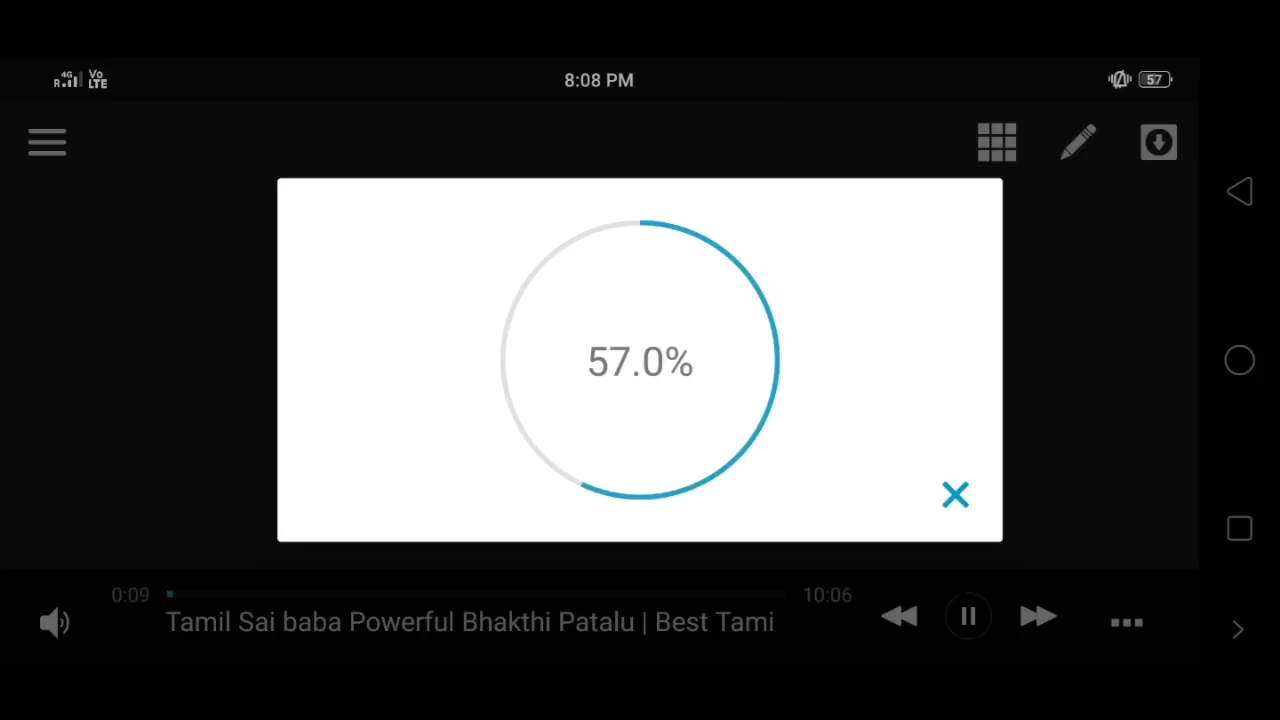 R 4G Vo LTE
8:08 PM
57
57.0%
0:09
10:06
Tamil Sai baba Powerful Bhakthi Patalu | Best Tami